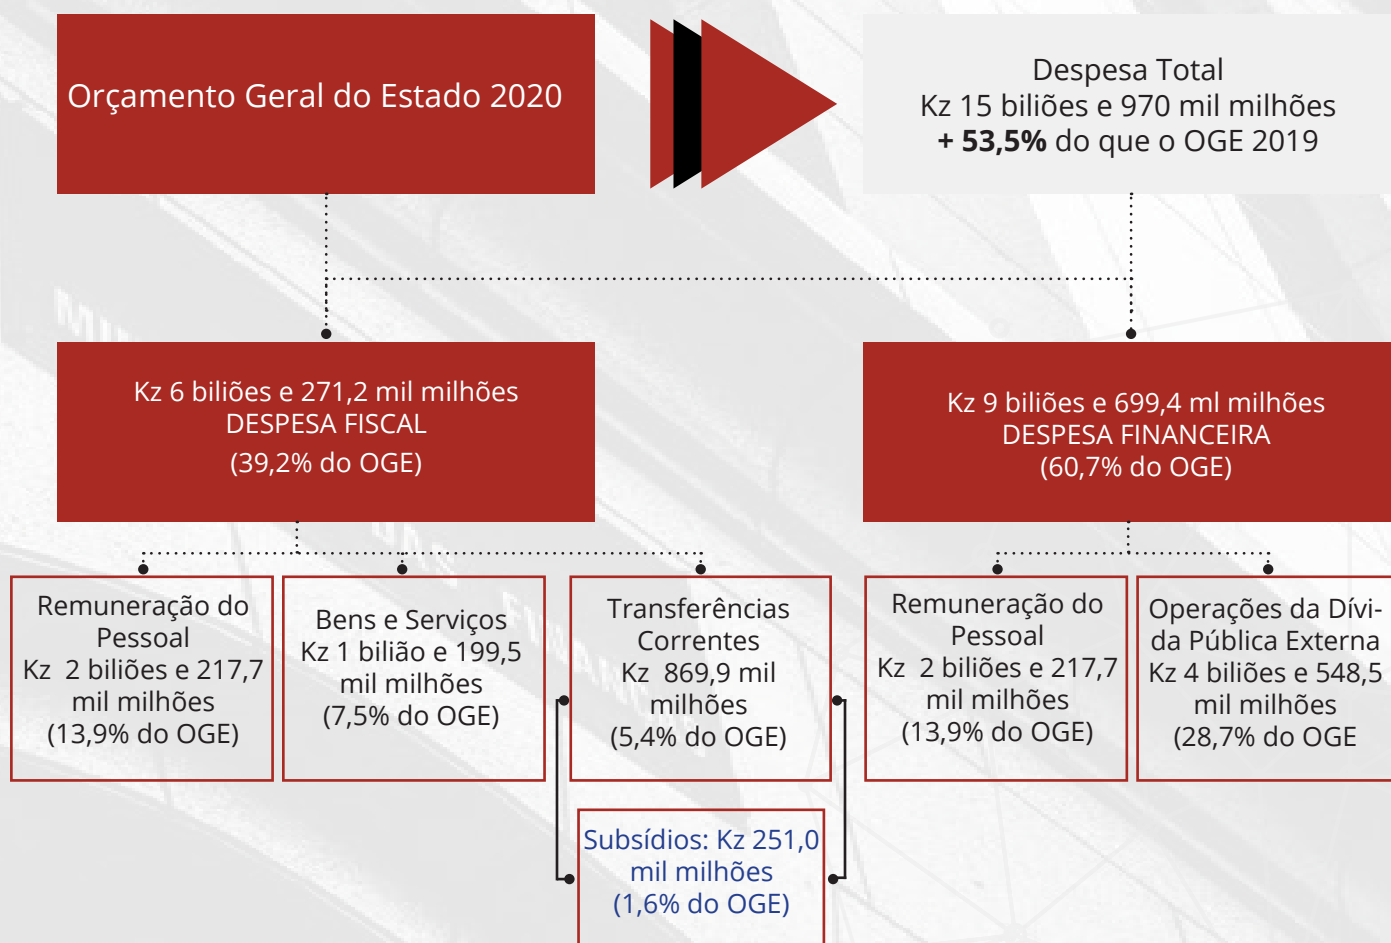 Orçamento Geral do Estado 2020
Despesa Total
Kz 15 biliões e 970 mil milhões
+ 53,5% do que o OGE 2019
Kz 6 biliões e 271,2 mil milhões
DESPESA FISCAL
(39,2% do OGE)
Kz 9 biliões e 699,4 ml milhões
DESPESA FINANCEIRA
(60,7% do OGE)
Remuneração do
Pessoal
Kz 2 biliões e 217,7
mil milhões
(13,9% do OGE)
Bens e Serviços
Kz 1 bilião e 199,5
mil milhões
(7,5% do OGE)
Transferências
Correntes
Kz 869,9 mil
milhões
(5,4% do OGE)
Remuneração do
Pessoal
Kz 2 biliões e 217,7
mil milhões
(13,9% do OGE)
Operações da Dívi-
da Pública Externa
Kz 4 biliões e 548,5
mil milhões
(28,7% do OGE
Subsídios: Kz 251,0
mil milhões
(1,6% do OGE)